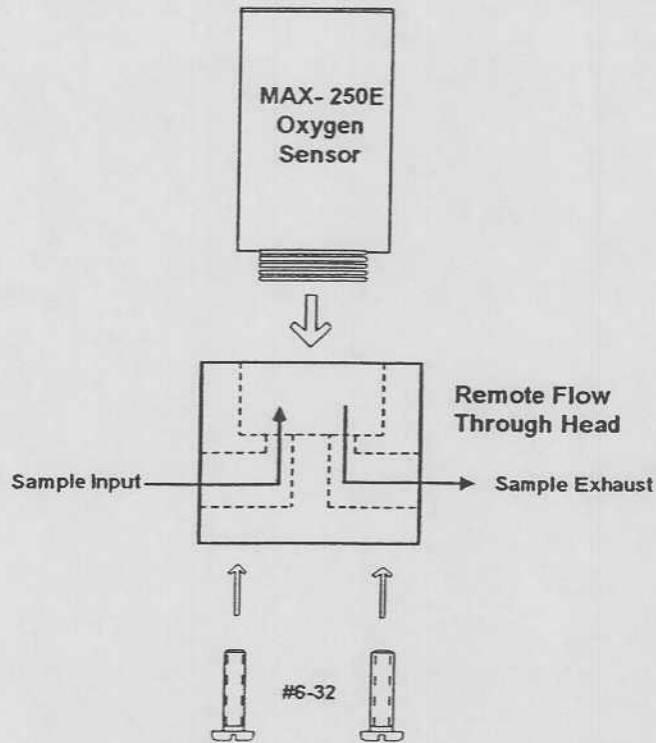 MAX- 250E
Oxygen
Sensor
Remote Flow
Through Head
Sample Input
Sample Exhaust
#6-32